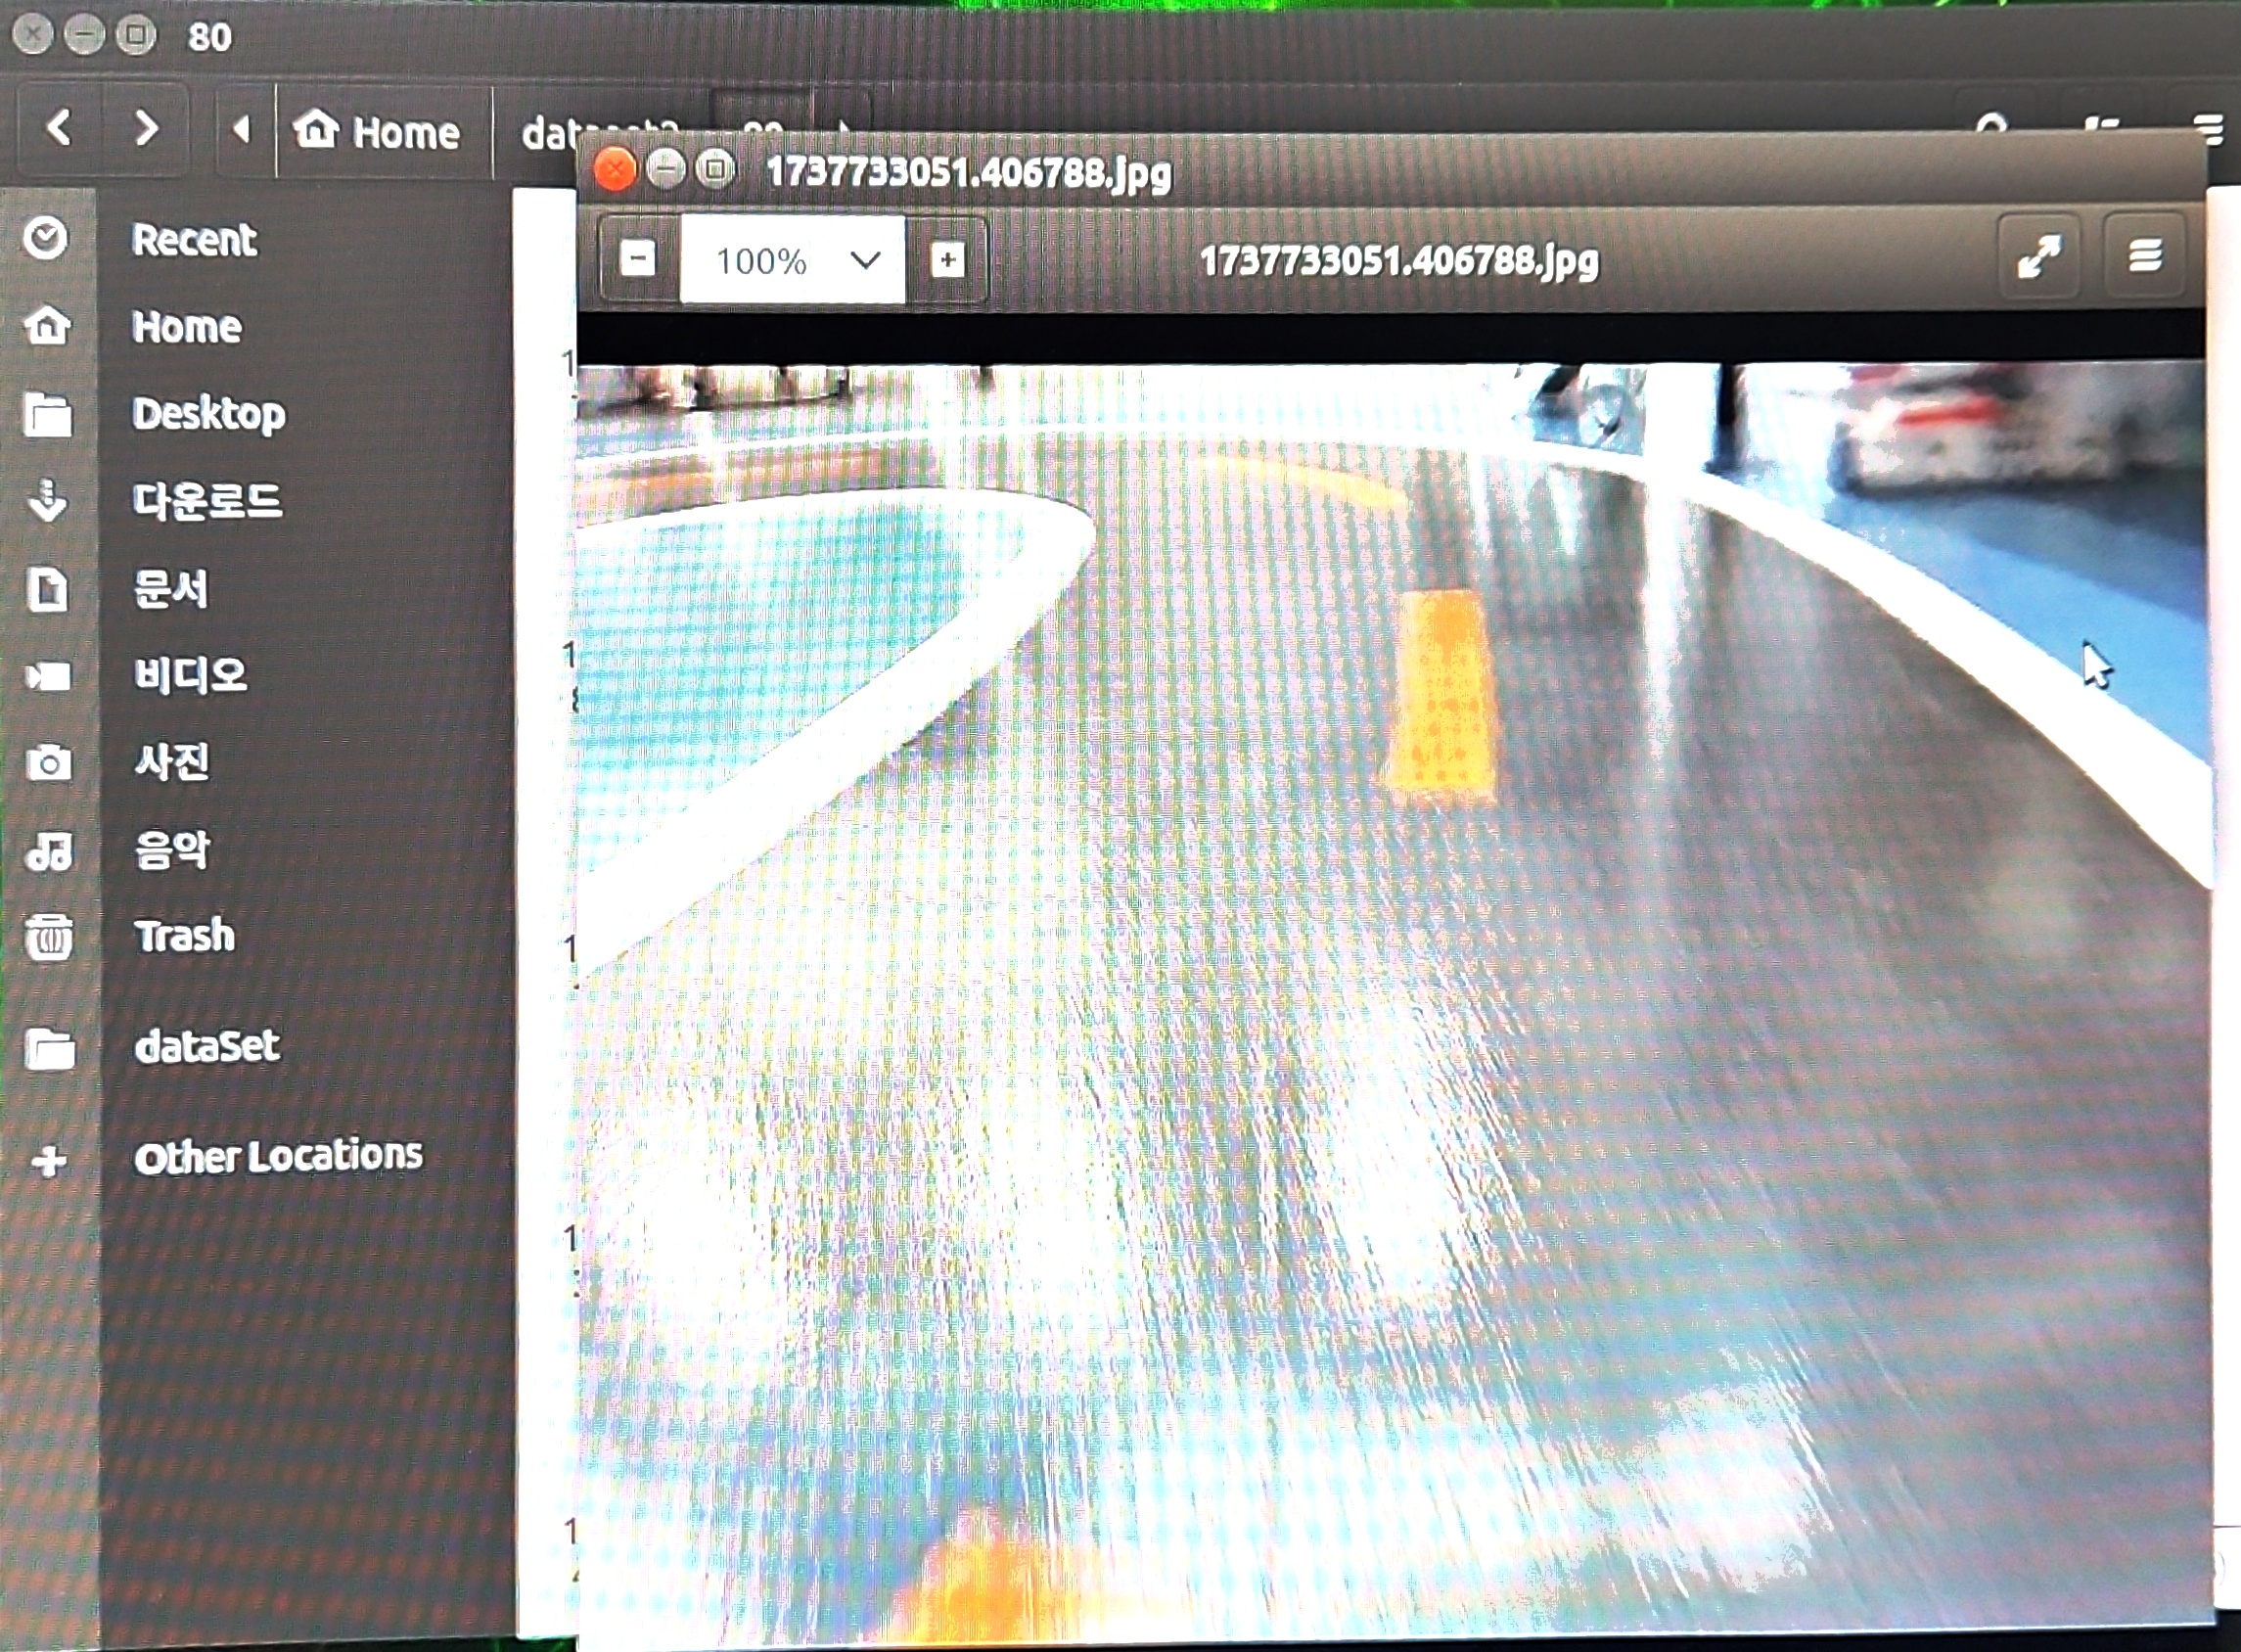 80
Home
1737733051.406788.jpg
100%
1737733051.406788.jpg
Recent
Home
Desktop
다운로드
문서
비디오
사진
음악
Trash
dataSet
Other Locations